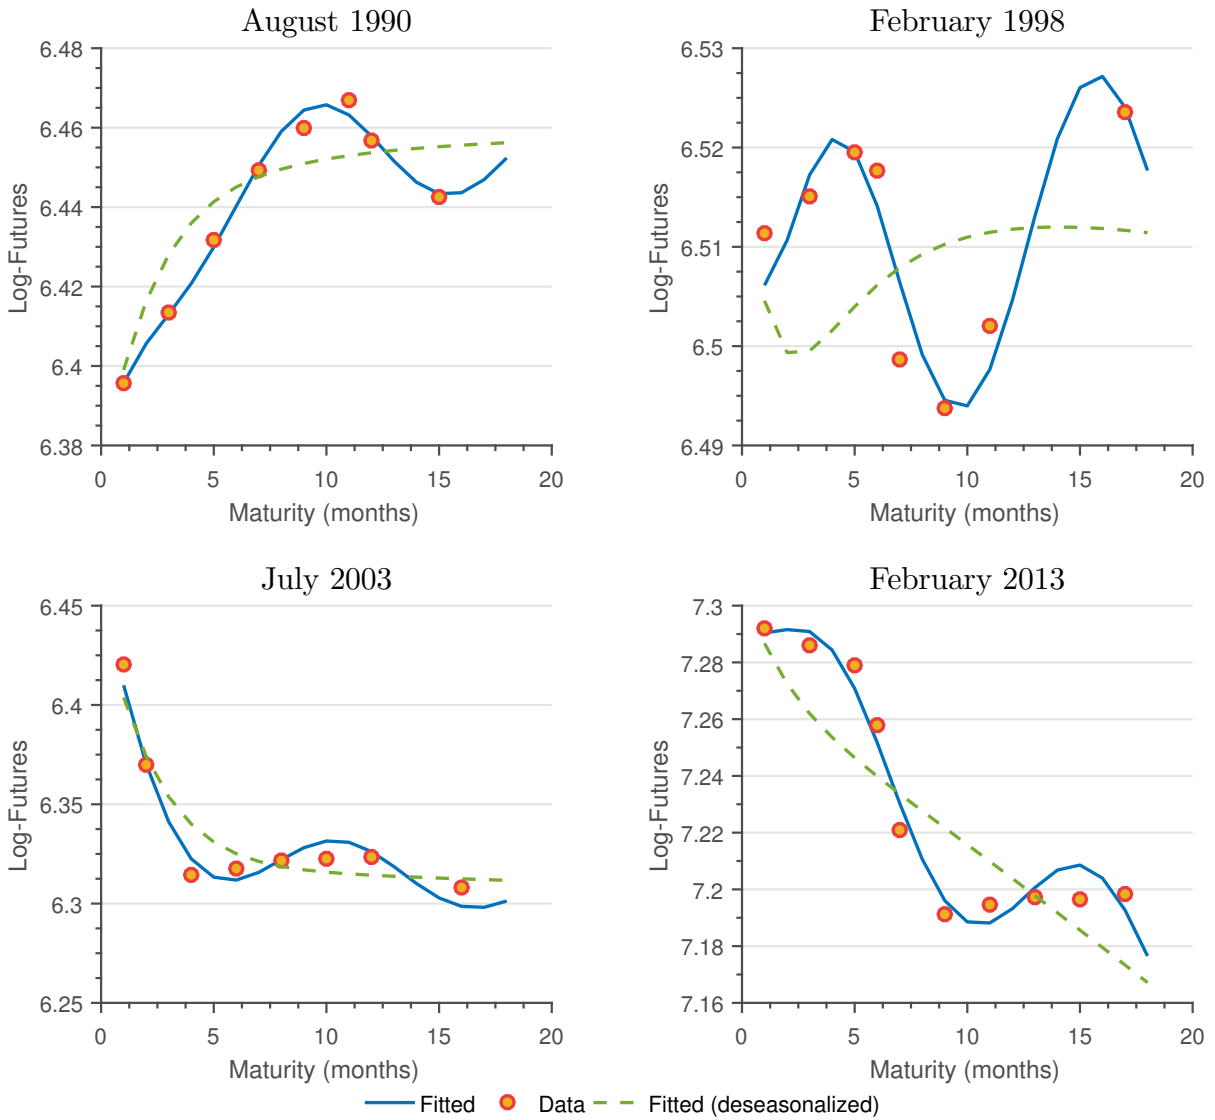 August 1990
6.48
6.46
6.44
6.42
6.4
6.38
Log-Futures
0 5 10 15 20
Maturity (months)
February 1998
6.53
6.52
6.51
6.5
6.49
Log-Futures
0 5 10 15 20
Maturity (months)
July 2003
6.45
6.4
6.35
6.3
6.25
Log-Futures
0 5 10 15 20
Maturity (months)
February 2013
7.3
7.28
7.26
7.24
7.22
7.2
7.18
7.16
Log-Futures
0 5 10 15 20
Maturity (months)
Fitted Data Fitted (deseasonalized)